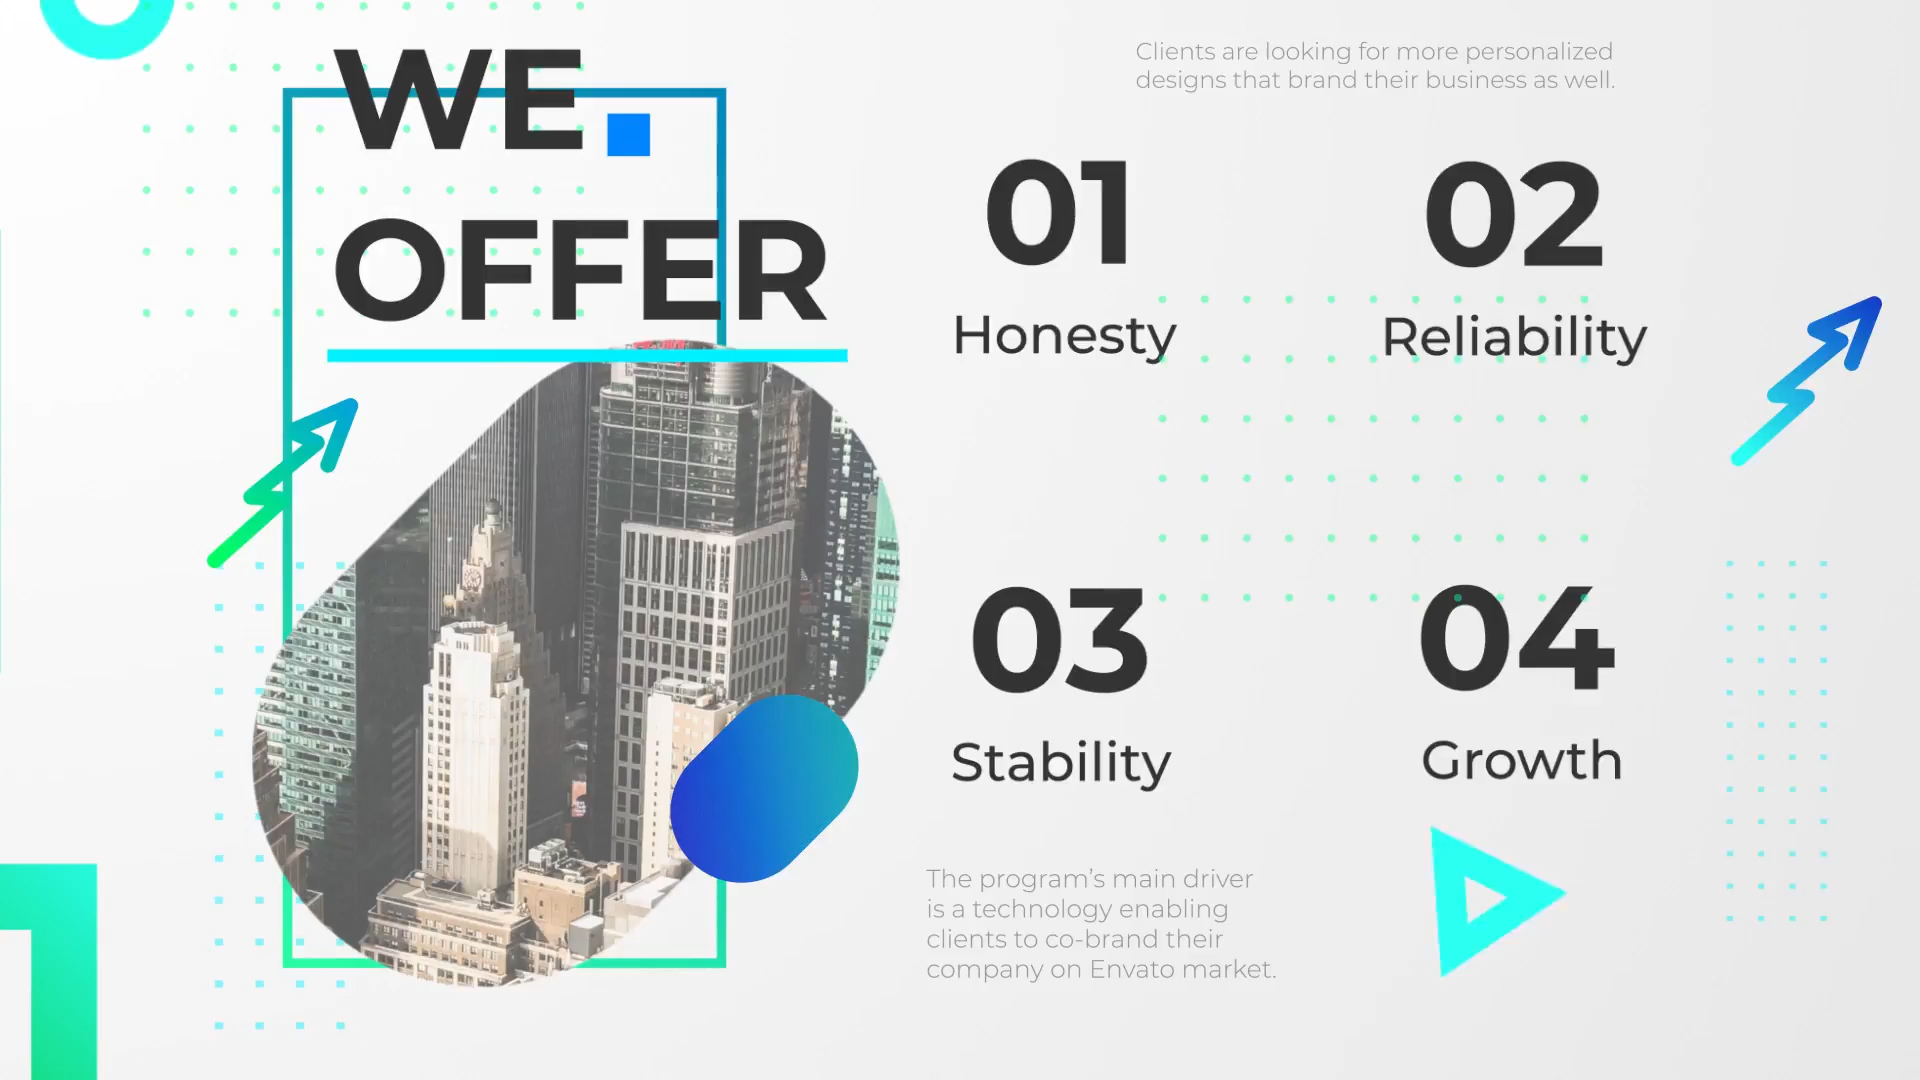 WE
OFFER
Clients are looking for more personalized
designs that brand their business as well.
01
Honesty
02
Reliability
03
Stability
04
Growth
The program’s main driver
is a technology enabling
clients to co-brand their
company on Envato market.